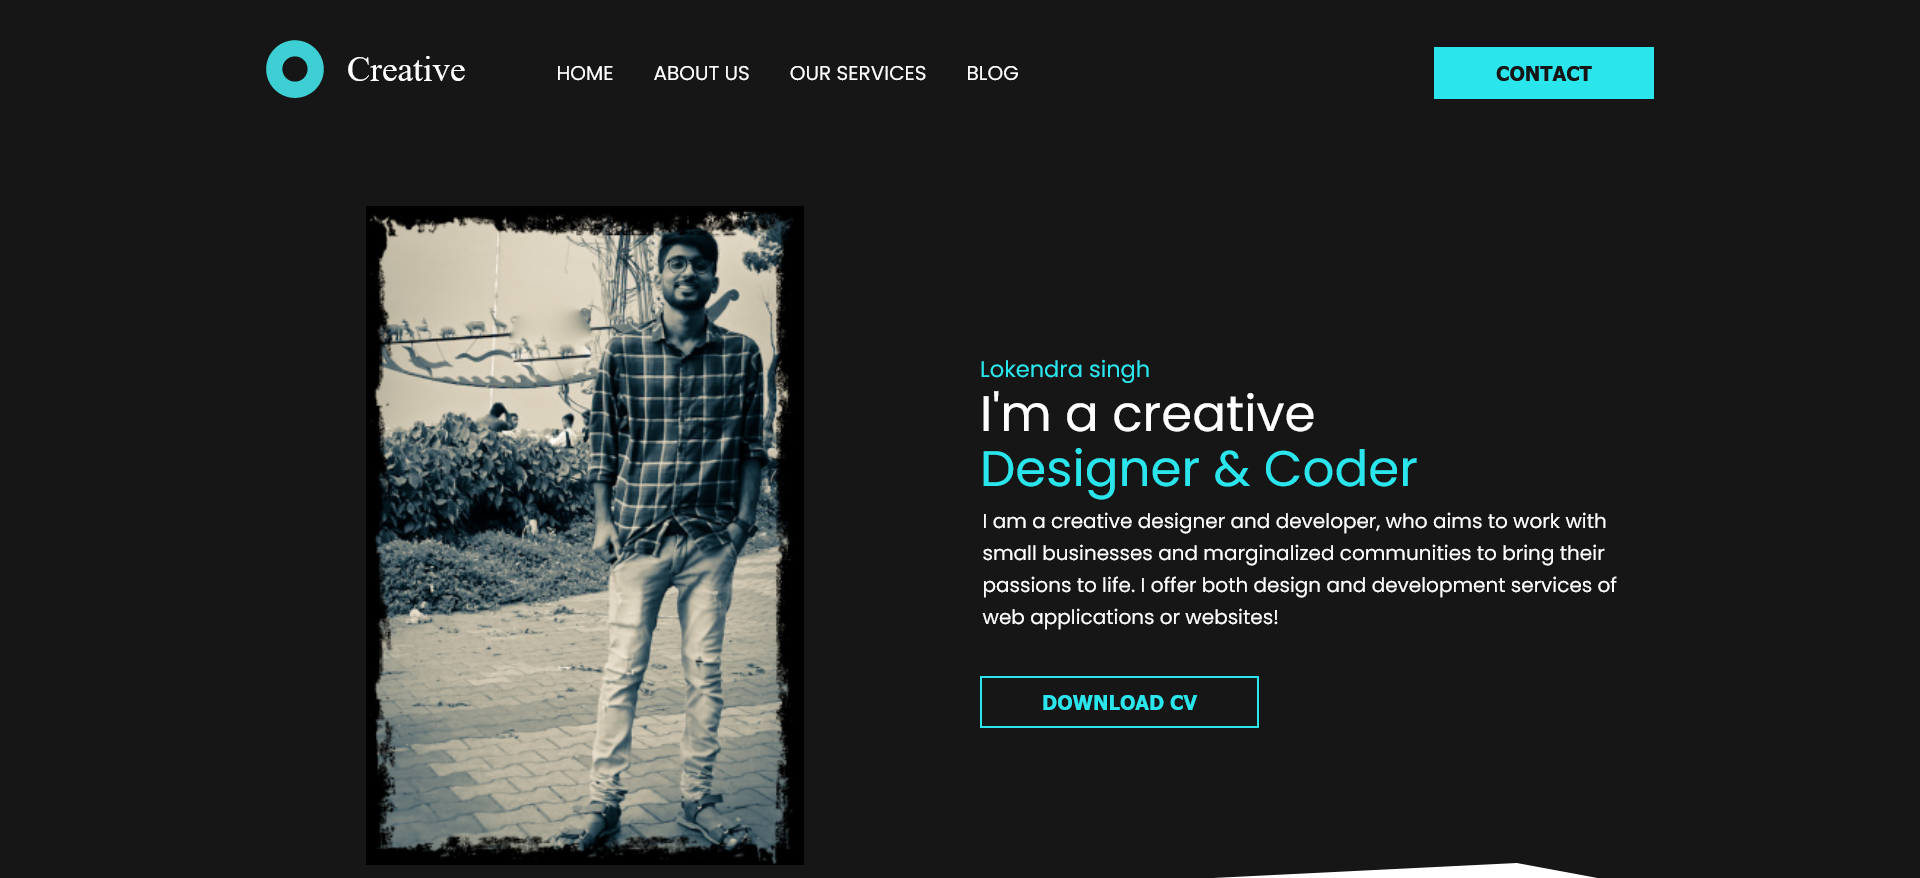 Creative
HOME
ABOUT US
OUR SERVICES
BLOG
CONTACT
Lokendra singh
I'm a creative
Designer & Coder
I am a creative designer and developer, who aims to work with
small businesses and marginalized communities to bring their
passions to life. I offer both design and development services of
web applications or websites!
DOWNLOAD CV